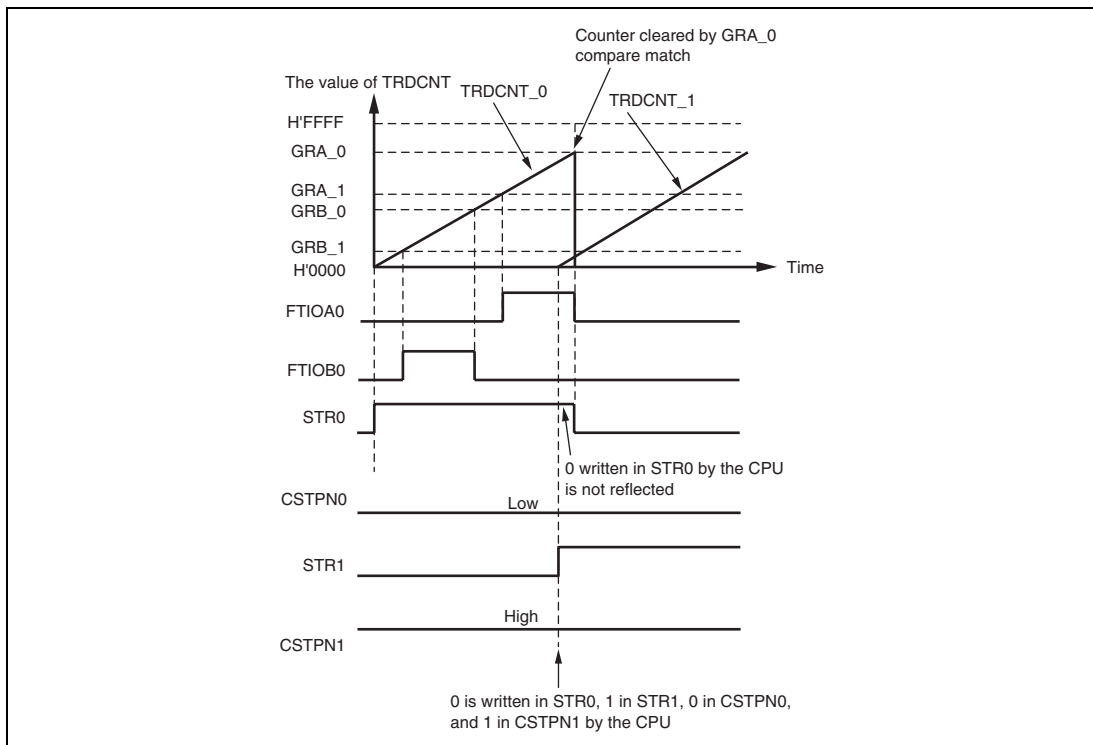 Counter cleared by GRA_0
compare match
The value of TRDCNT
TRDCNT_0
TRDCNT_1
H'FFFF
GRA_0
GRA_1
GRB_0
GRB_1
H'0000
Time
FTIOA0
FTIOB0
STR0
0 written in STR0 by the CPU
is not reflected
CSTPN0
Low
STR1
High
CSTPN1
0 is written in STR0, 1 in STR1, 0 in CSTPN0,
and 1 in CSTPN1 by the CPU